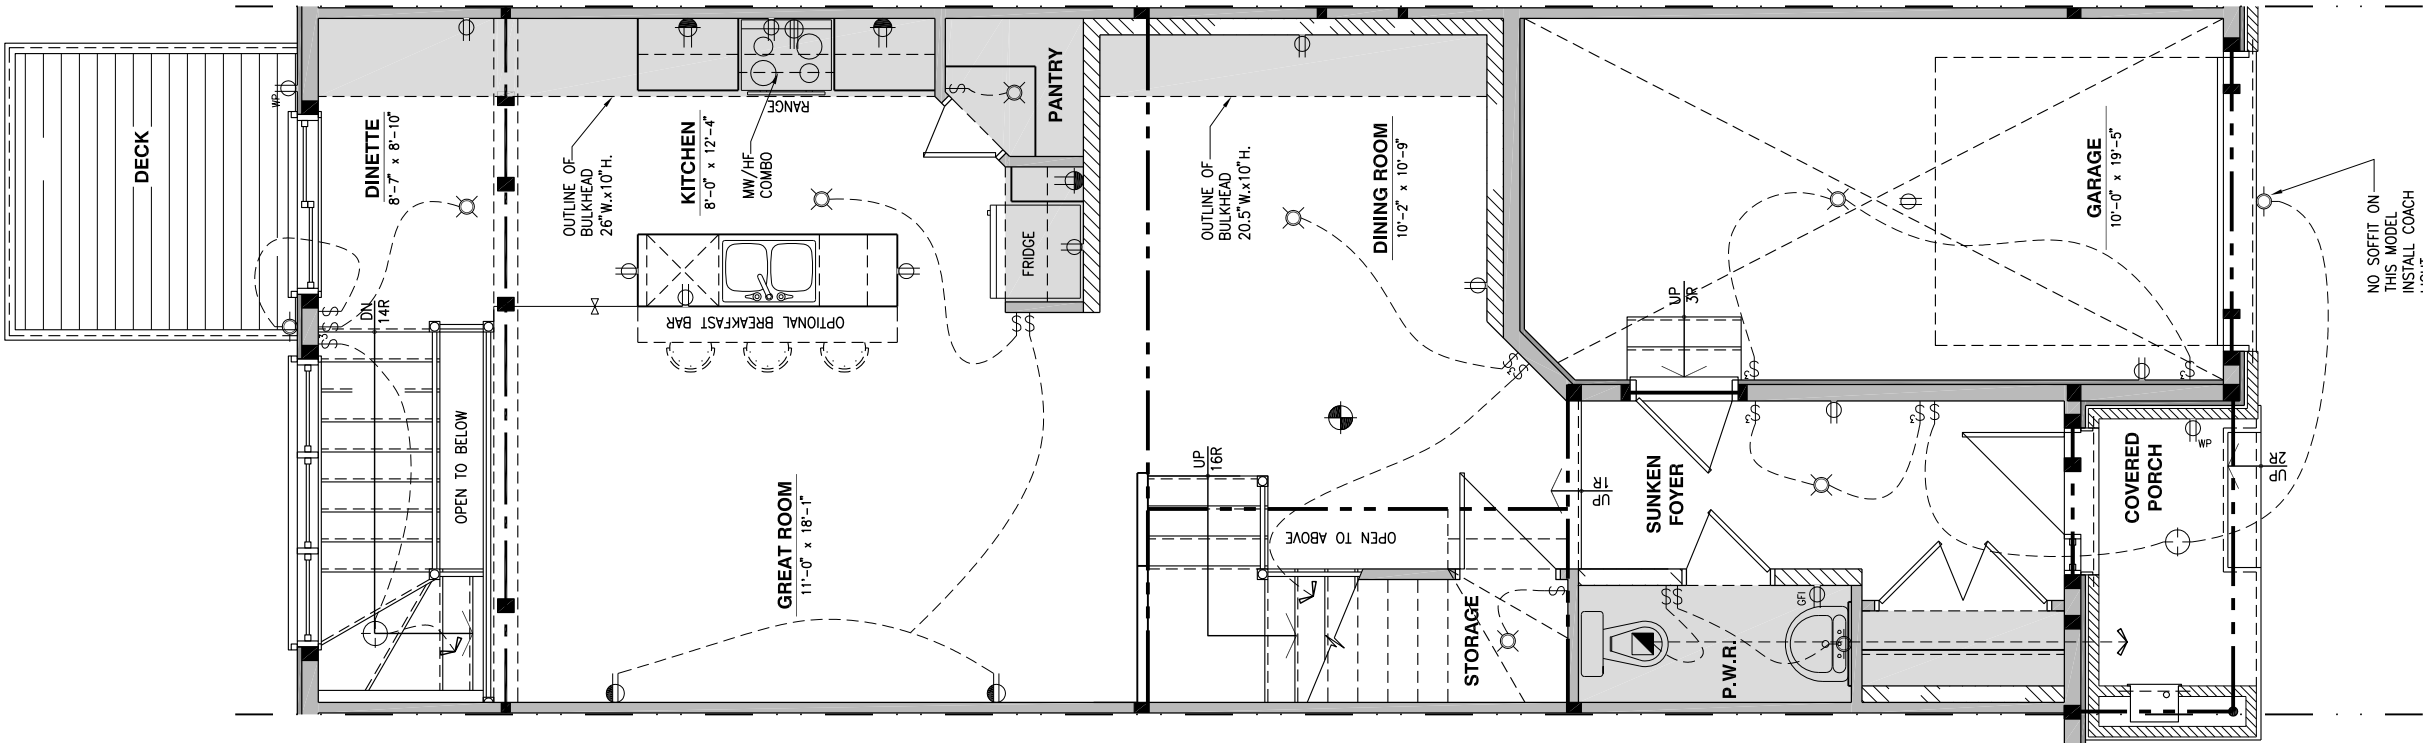 DECK
WP
DINETTE
8'-7" x 8'-10"
DN
14R
OPEN TO BELOW
OUTLINE OF
BULKHEAD
26"W.x10"H.
KITCHEN
8'-0" x 12'-4"
MW/HF
COMBO
RANGE
PANTRY
FRIDGE
OPTIONAL BREAKFAST BAR
GREAT ROOM
11'-0" x 18'-1"
OUTLINE OF
BULKHEAD
20.5"W.x10"H.
DINING ROOM
10'-2" x 10'-9"
UP
16R
OPEN TO ABOVE
STORAGE
UP
1R
SUNKEN
FOYER
P.W.R.
GFI
UP
3R
GARAGE
10'-0" x 19'-5"
COVERED
PORCH
WP
UP
2R
NO SOFFIT ON
THIS MODEL
INSTALL COACH